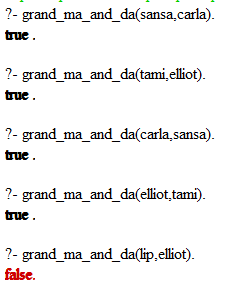 ?- grand_ma_and_da(sansa,carla).
true .
?- grand_ma_and_da(tami,elliot).
true .
?- grand_ma_and_da(carla,sansa).
true .
?- grand_ma_and_da(elliot,tami).
true .
?- grand_ma_and_da(lip,elliot).
false.